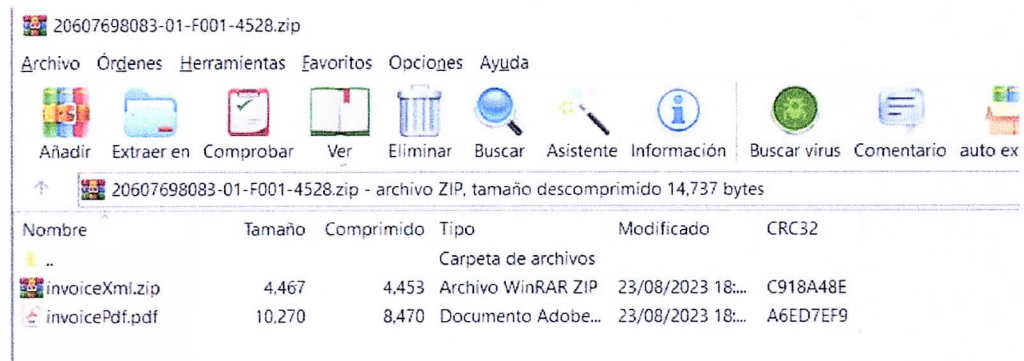 20607698083-01-F001-4528.zip
Archivo Órdenes Herramientas Favoritos Opciones Ayuda
Añadir Extraer en Comprobar Ver Eliminar Buscar Asistente Información Buscar virus Comentario auto ex
20607698083-01-F001-4528.zip - archivo ZIP, tamaño descomprimido 14,737 bytes
Nombre Tamaño Comprimido Tipo Modificado CRC32
.. Carpeta de archivos
invoiceXml.zip 4,467 4,453 Archivo WinRAR ZIP 23/08/2023 18:... C918A48E
invoicePdf.pdf 10,270 8,470 Documento Adobe... 23/08/2023 18:... A6ED7EF9